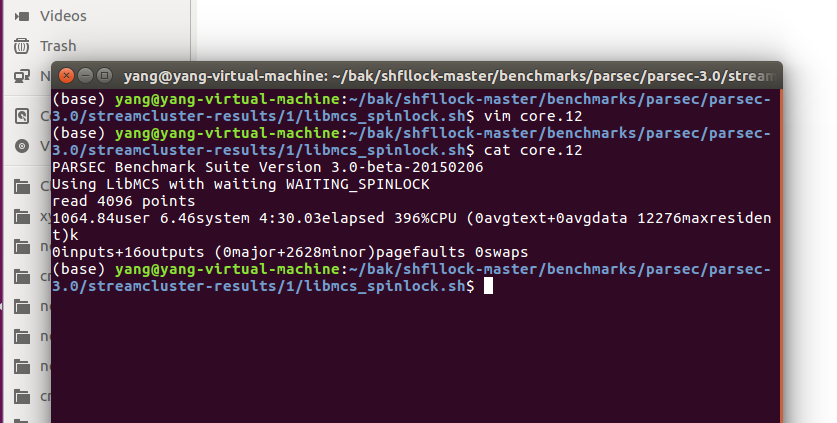 Videos
Trash
N
yang@yang-virtual-machine: ~/bak/shfllock-master/benchmarks/parsec/parsec-3.0/stream
(base) yang@yang-virtual-machine:~/bak/shfllock-master/benchmarks/parsec/parsec-
3.0/streamcluster-results/1/libmcs_spinlock.sh$ vim core.12
(base) yang@yang-virtual-machine:~/bak/shfllock-master/benchmarks/parsec/parsec-
3.0/streamcluster-results/1/libmcs_spinlock.sh$ cat core.12
PARSEC Benchmark Suite Version 3.0-beta-20150206
Using LibMCS with waiting WAITING_SPINLOCK
read 4096 points
1064.84user 6.46system 4:30.03elapsed 396%CPU (0avgtext+0avgdata 12276maxresiden
t)k
0inputs+16outputs (0major+2628minor)pagefaults 0swaps
(base) yang@yang-virtual-machine:~/bak/shfllock-master/benchmarks/parsec/parsec-
3.0/streamcluster-results/1/libmcs_spinlock.sh$